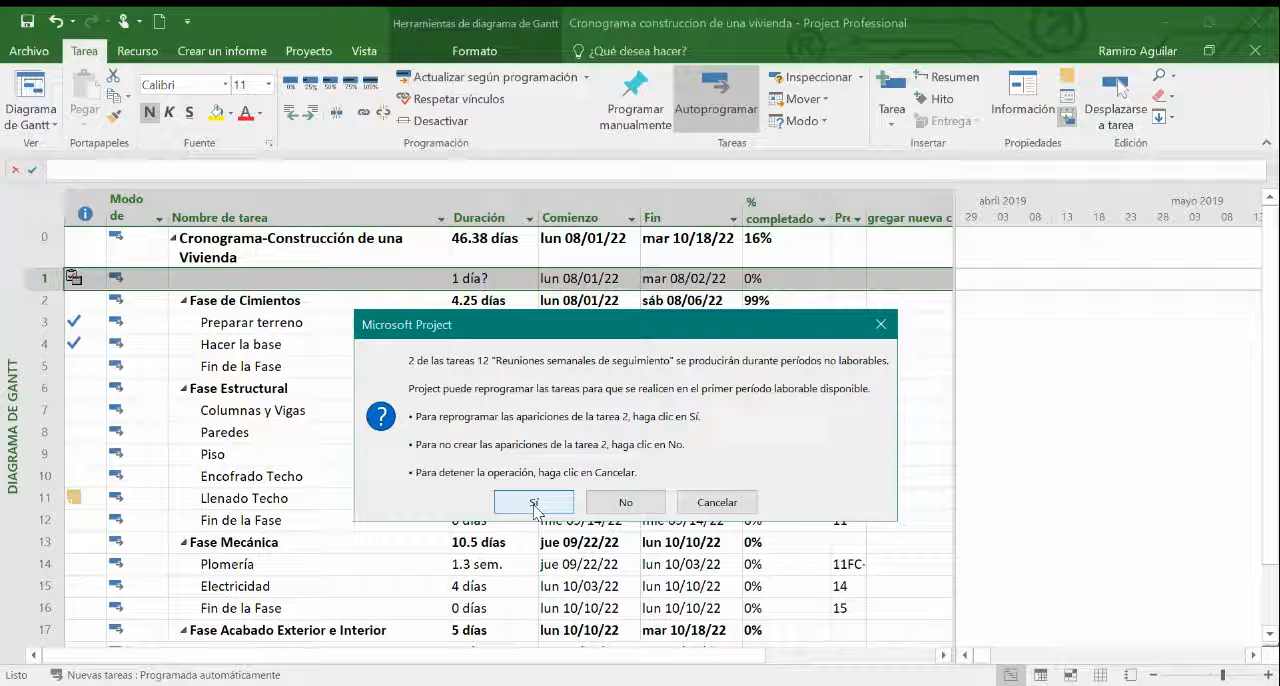 Herramientas de diagrama de Gantt
Cronograma construccion de una vivienda - Project Professional
Archivo
Tarea
Recurso
Crear un informe
Proyecto
Vista
Formato
¿Qué desea hacer?
Ramiro Aguilar
Diagrama de Gantt
Ver
Pegar
Portapapeles
Calibri
11
N K S
A
Fuente
0% 25% 50% 75% 100%
Actualizar según programación
Respetar vínculos
Desactivar
Programación
Programar manualmente
Autoprogramar
Inspeccionar
Mover
Modo
Tareas
Tarea
Resumen
Hito
Entrega
Insertar
Información
Propiedades
Desplazarse a tarea
Edición
Modo de
Nombre de tarea
Duración
Comienzo
Fin
% completado
Pre
gregar nueva c
abril 2019
mayo 2019
29 03 08 13 18 23 28 03 08 13
0 Cronograma-Construcción de una Vivienda 46.38 días lun 08/01/22 mar 10/18/22 16%
1 1 día? lun 08/01/22 mar 08/02/22 0%
2 Fase de Cimientos 4.25 días lun 08/01/22 sáb 08/06/22 99%
3 Preparar terreno
4 Hacer la base
5 Fin de la Fase
6 Fase Estructural
7 Columnas y Vigas
8 Paredes
9 Piso
10 Encofrado Techo
11 Llenado Techo
12 Fin de la Fase 0 días mié 09/14/22 mié 09/14/22 0% 11
13 Fase Mecánica 10.5 días jue 09/22/22 lun 10/10/22 0%
14 Plomería 1.3 sem. jue 09/22/22 lun 10/03/22 0% 11FC-
15 Electricidad 4 días lun 10/03/22 lun 10/10/22 0% 14
16 Fin de la Fase 0 días lun 10/10/22 lun 10/10/22 0% 15
17 Fase Acabado Exterior e Interior 5 días lun 10/10/22 mar 10/18/22 0%
DIAGRAMA DE GANTT
Microsoft Project
2 de las tareas 12 "Reuniones semanales de seguimiento" se producirán durante períodos no laborables.
Project puede reprogramar las tareas para que se realicen en el primer período laborable disponible.
• Para reprogramar las apariciones de la tarea 2, haga clic en Sí.
• Para no crear las apariciones de la tarea 2, haga clic en No.
• Para detener la operación, haga clic en Cancelar.
Sí
No
Cancelar
Listo
Nuevas tareas : Programada automáticamente